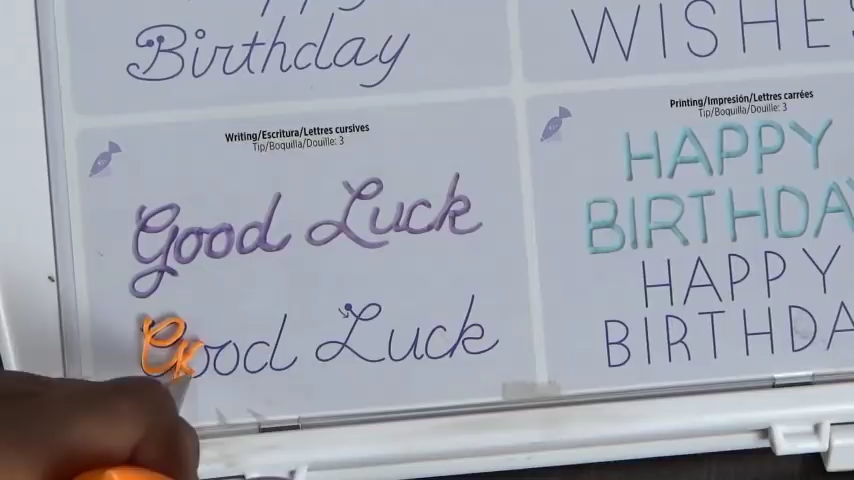 Birthday
WISHES
Writing/Escritura/Lettres cursives
Tip/Boquilla/Douille: 3
Good Luck
Good Luck
Printing/Impresión/Lettres carrées
Tip/Boquilla/Douille: 3
HAPPY
BIRTHDA
HAPPY
BIRTHDA